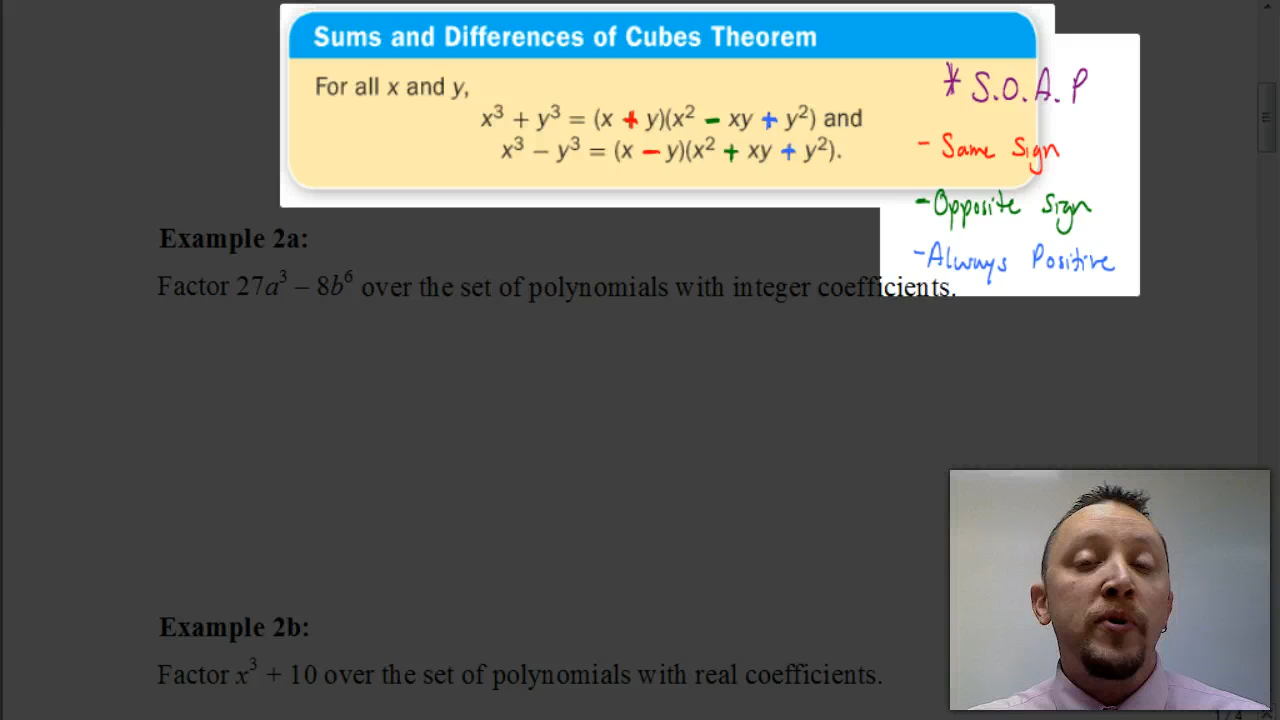 Sums and Differences of Cubes Theorem
For all x and y,
x³ + y³ = (x + y)(x² - xy + y²) and
x³ – y³ = (x - y)(x² + xy + y²).
* S.O.A.P
- Same Sign
- Opposite Sign
- Always Positive
Example 2a:
Factor 27a³ – 8b⁶ over the set of polynomials with integer coefficients.
Example 2b:
Factor x³ + 10 over the set of polynomials with real coefficients.